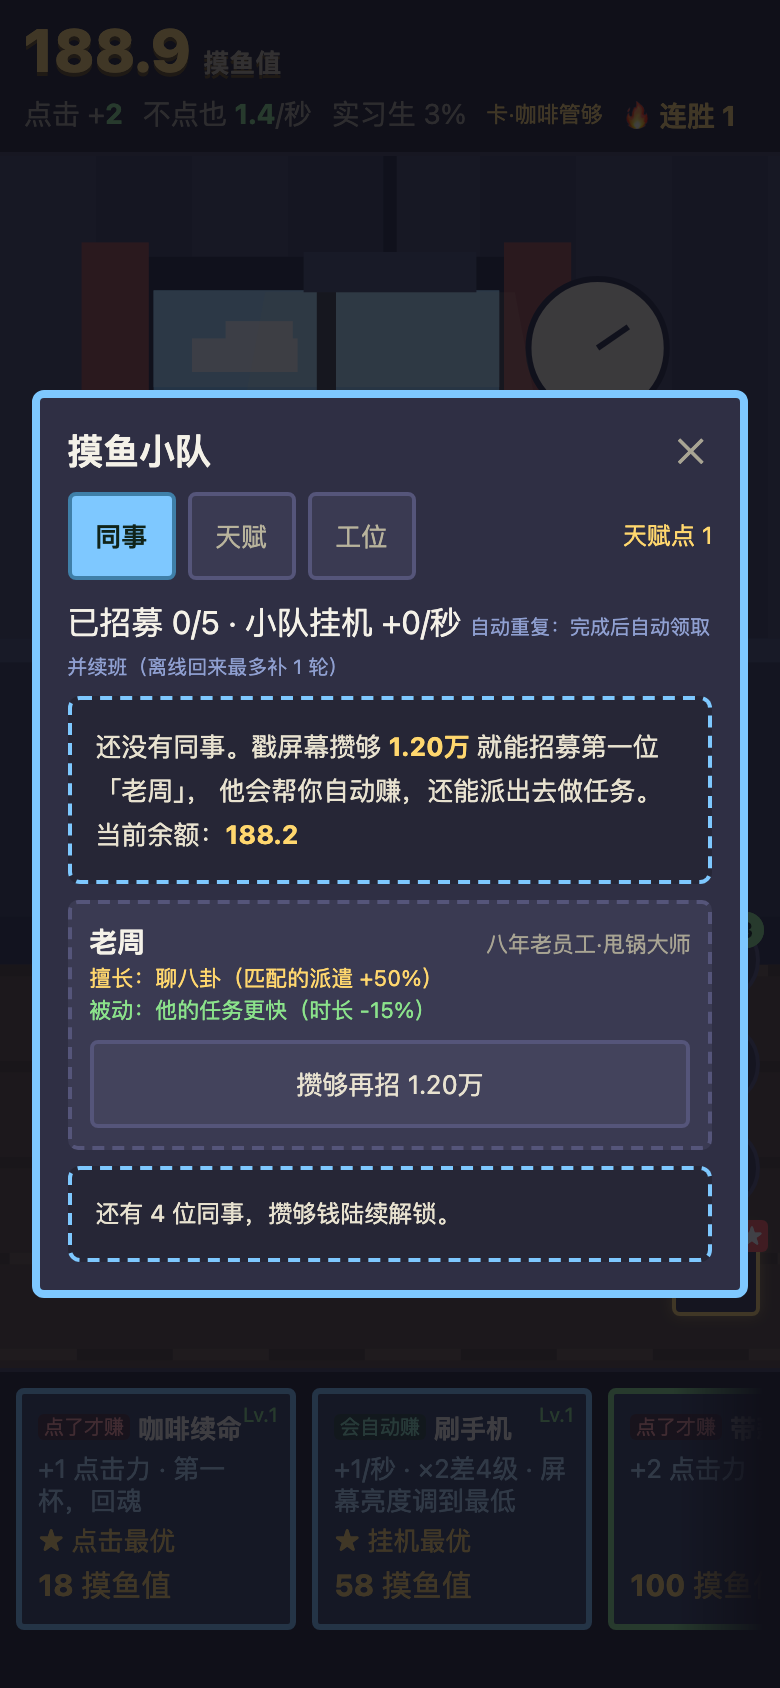 188.9 摸鱼值
点击 +2 不点也 1.4/秒 实习生 3% 卡·咖啡管够 🔥 连胜 1
摸鱼小队
同事 天赋 工位 天赋点 1
已招募 0/5 · 小队挂机 +0/秒 自动重复：完成后自动领取
并续班（离线回来最多补 1 轮）
还没有同事。戳屏幕攒够 1.20万 就能招募第一位
「老周」， 他会帮你自动赚，还能派出去做任务。
当前余额：188.2
老周 八年老员工·甩锅大师
擅长：聊八卦（匹配的派遣 +50%）
被动：他的任务更快（时长 -15%）
攒够再招 1.20万
还有 4 位同事，攒够钱陆续解锁。
点了才赚 咖啡续命 Lv.1
+1 点击力 · 第一
杯，回魂
★ 点击最优
18 摸鱼值
会自动赚 刷手机 Lv.1
+1/秒 · ×2差4级 · 屏
幕亮度调到最低
★ 挂机最优
58 摸鱼值
点了才赚 带
+2 点击力
100 摸鱼